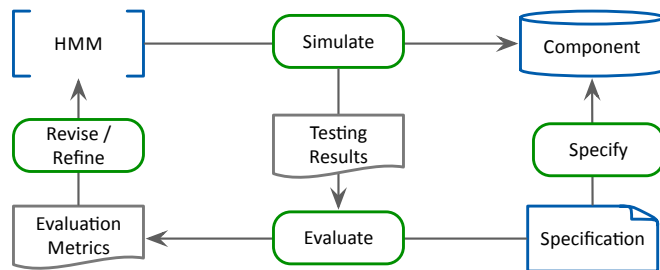 HMM
Simulate
Component
Revise /
Refine
Testing
Results
Specify
Evaluation
Metrics
Evaluate
Specification